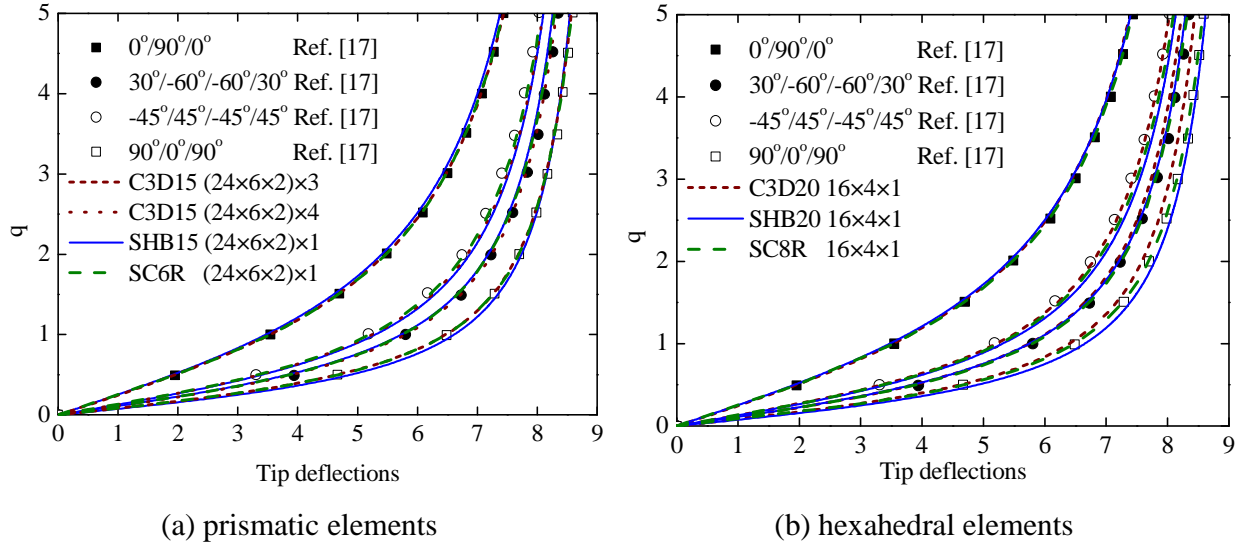 5
4
3
2
1
0
q
0°/90°/0° Ref. [17]
30°/-60°/-60°/30° Ref. [17]
-45°/45°/-45°/45° Ref. [17]
90°/0°/90° Ref. [17]
C3D15 (24×6×2)×3
C3D15 (24×6×2)×4
SHB15 (24×6×2)×1
SC6R (24×6×2)×1
0 1 2 3 4 5 6 7 8 9
Tip deflections
(a) prismatic elements
5
4
3
2
1
0
q
0°/90°/0° Ref. [17]
30°/-60°/-60°/30° Ref. [17]
-45°/45°/-45°/45° Ref. [17]
90°/0°/90° Ref. [17]
C3D20 16×4×1
SHB20 16×4×1
SC8R 16×4×1
0 1 2 3 4 5 6 7 8 9
Tip deflections
(b) hexahedral elements